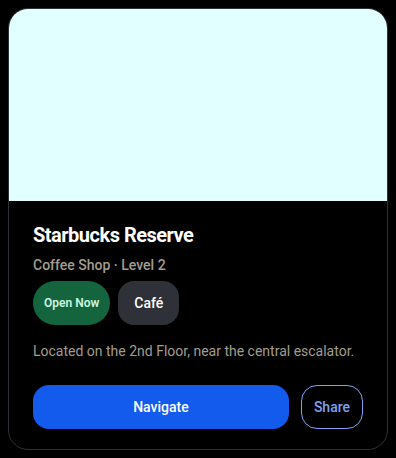 Starbucks Reserve
Coffee Shop · Level 2
Open Now Café
Located on the 2nd Floor, near the central escalator.
Navigate Share